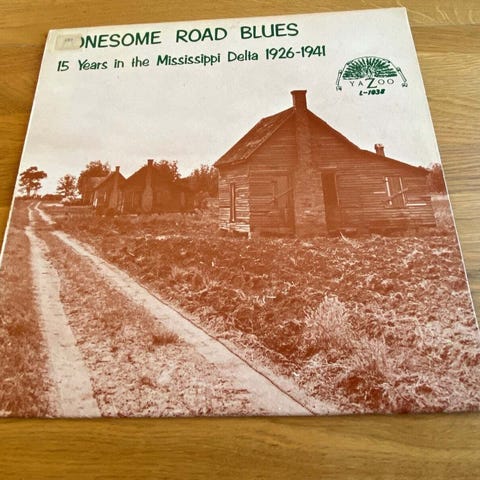 ONESOME ROAD BLUES
15 Years in the Mississippi Delta 1926-1941
YAZOO
L-1038